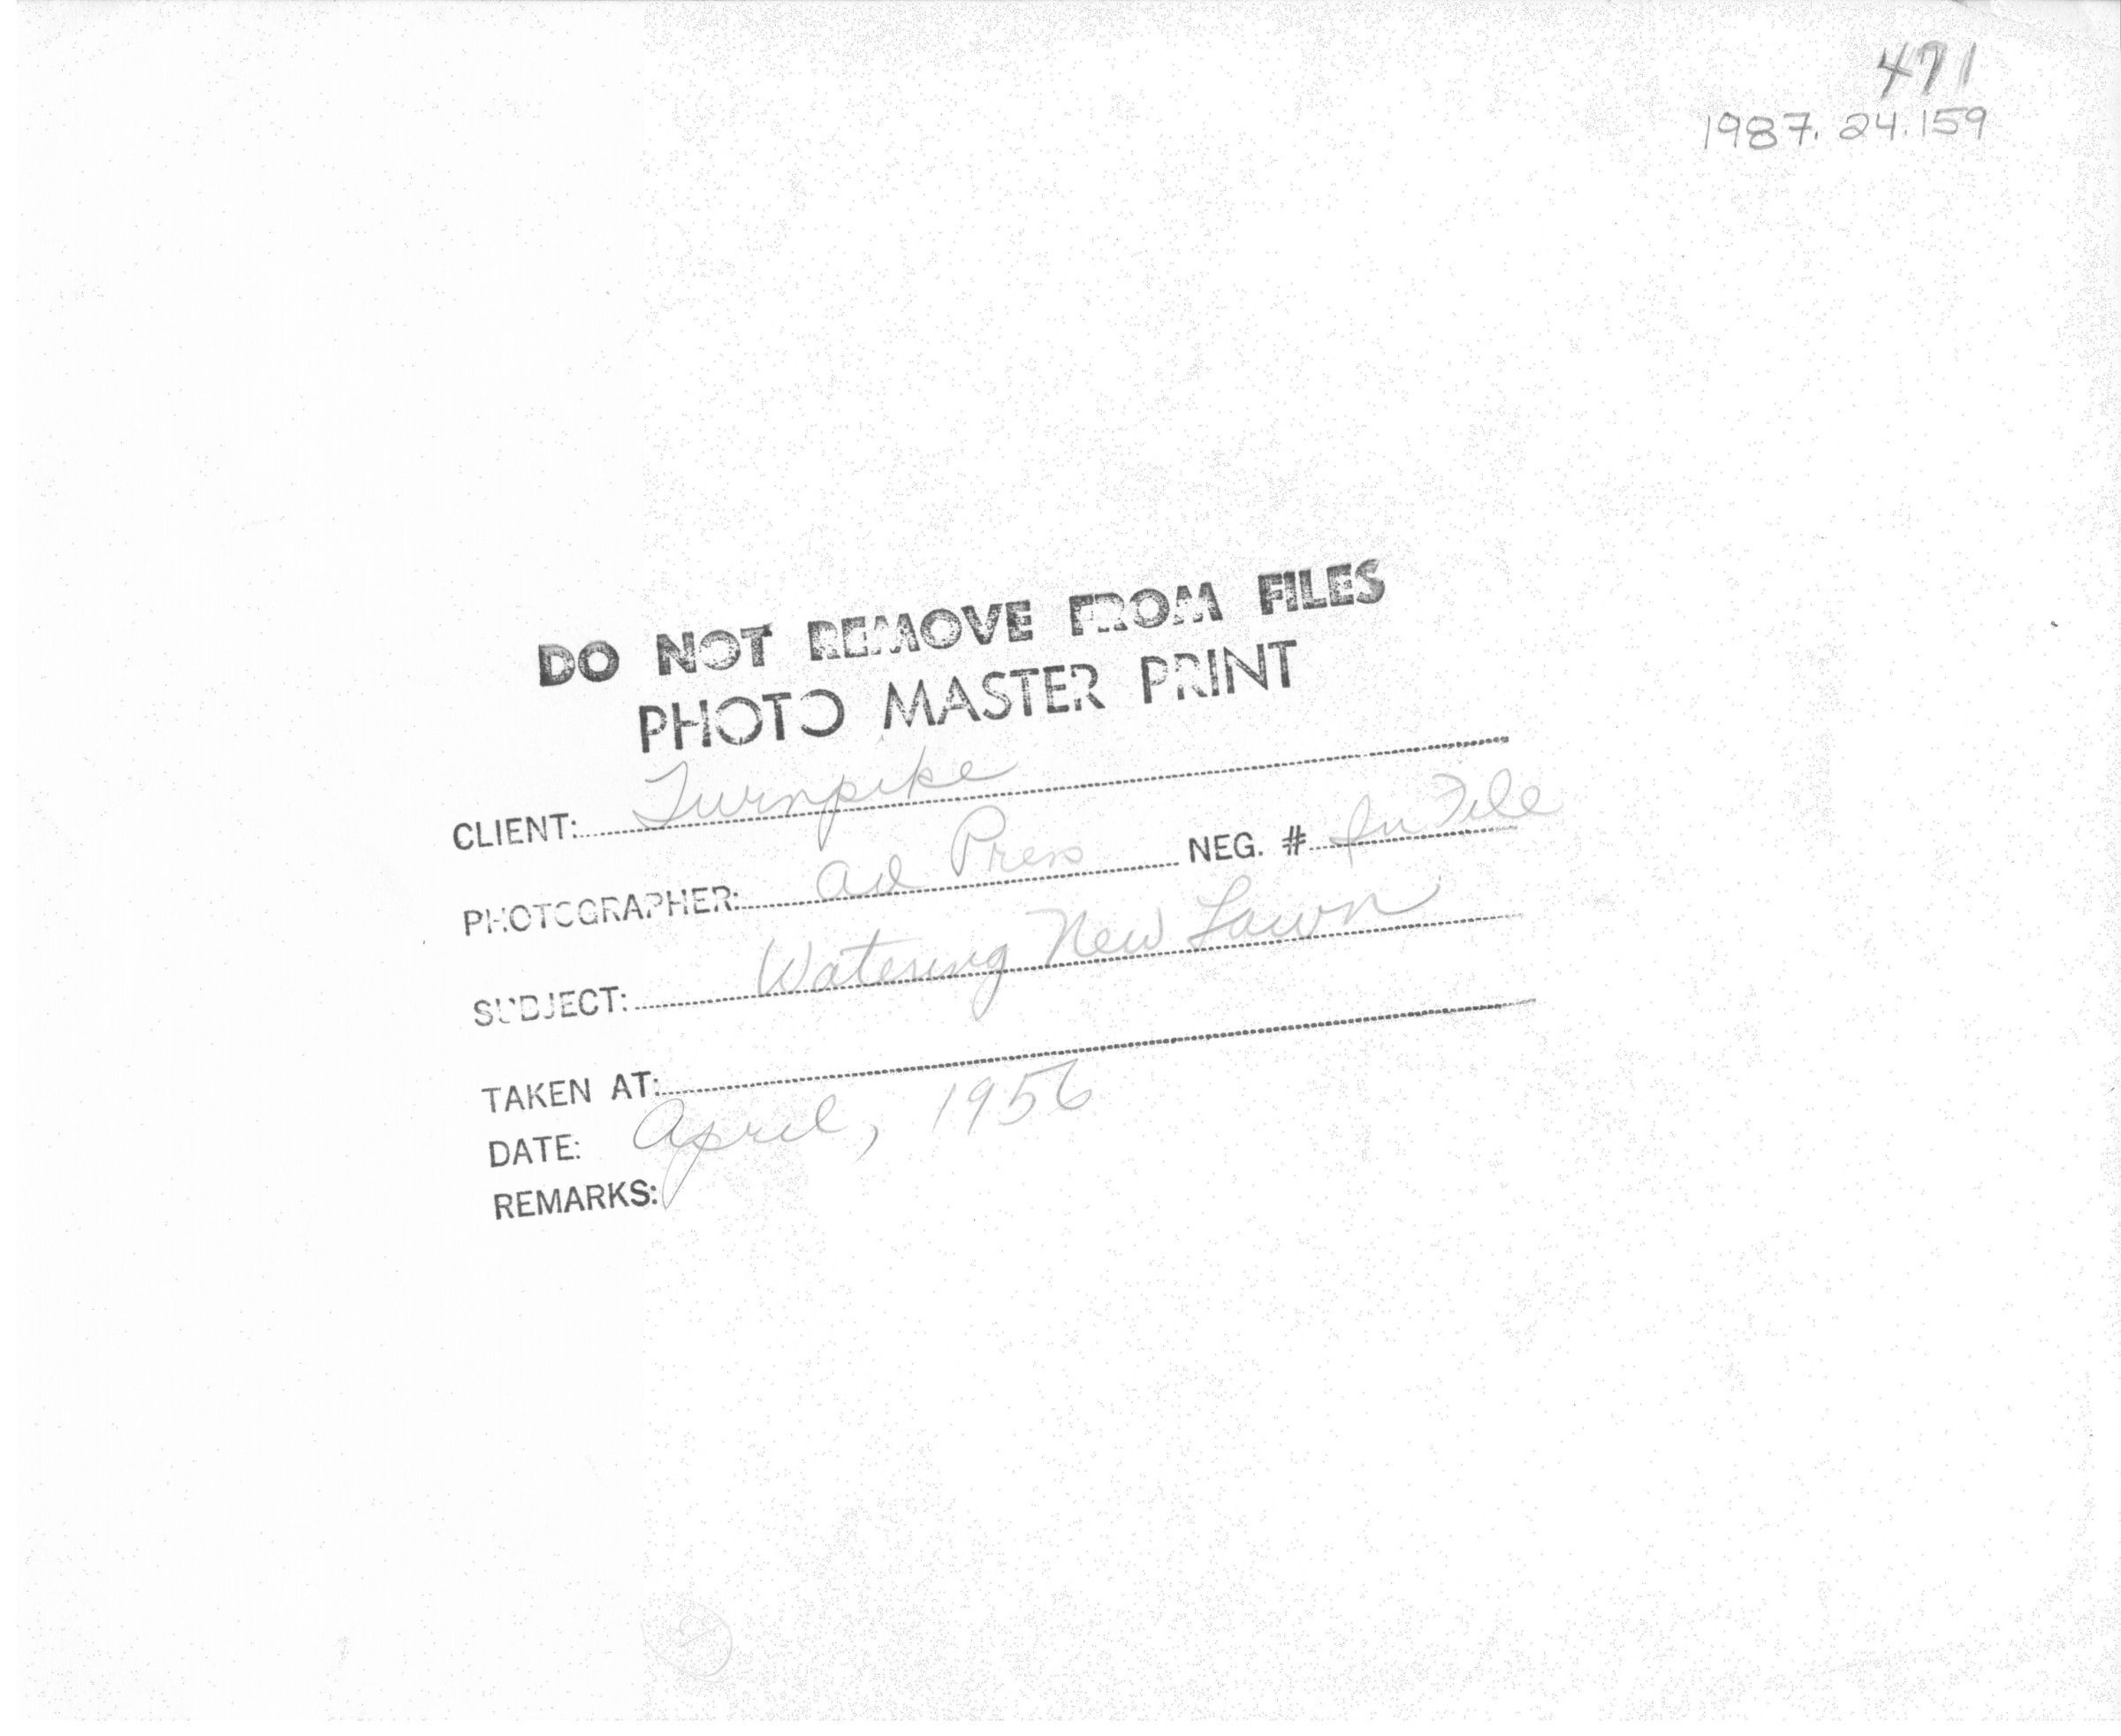 471
1987.24.159
DO NOT REMOVE FROM FILES
PHOTO MASTER PRINT
CLIENT: Turnpike
PHOTOGRAPHER: Ad Press NEG. # In File
SUBJECT: Watering New Lawn
TAKEN AT:
DATE: April, 1956
REMARKS: